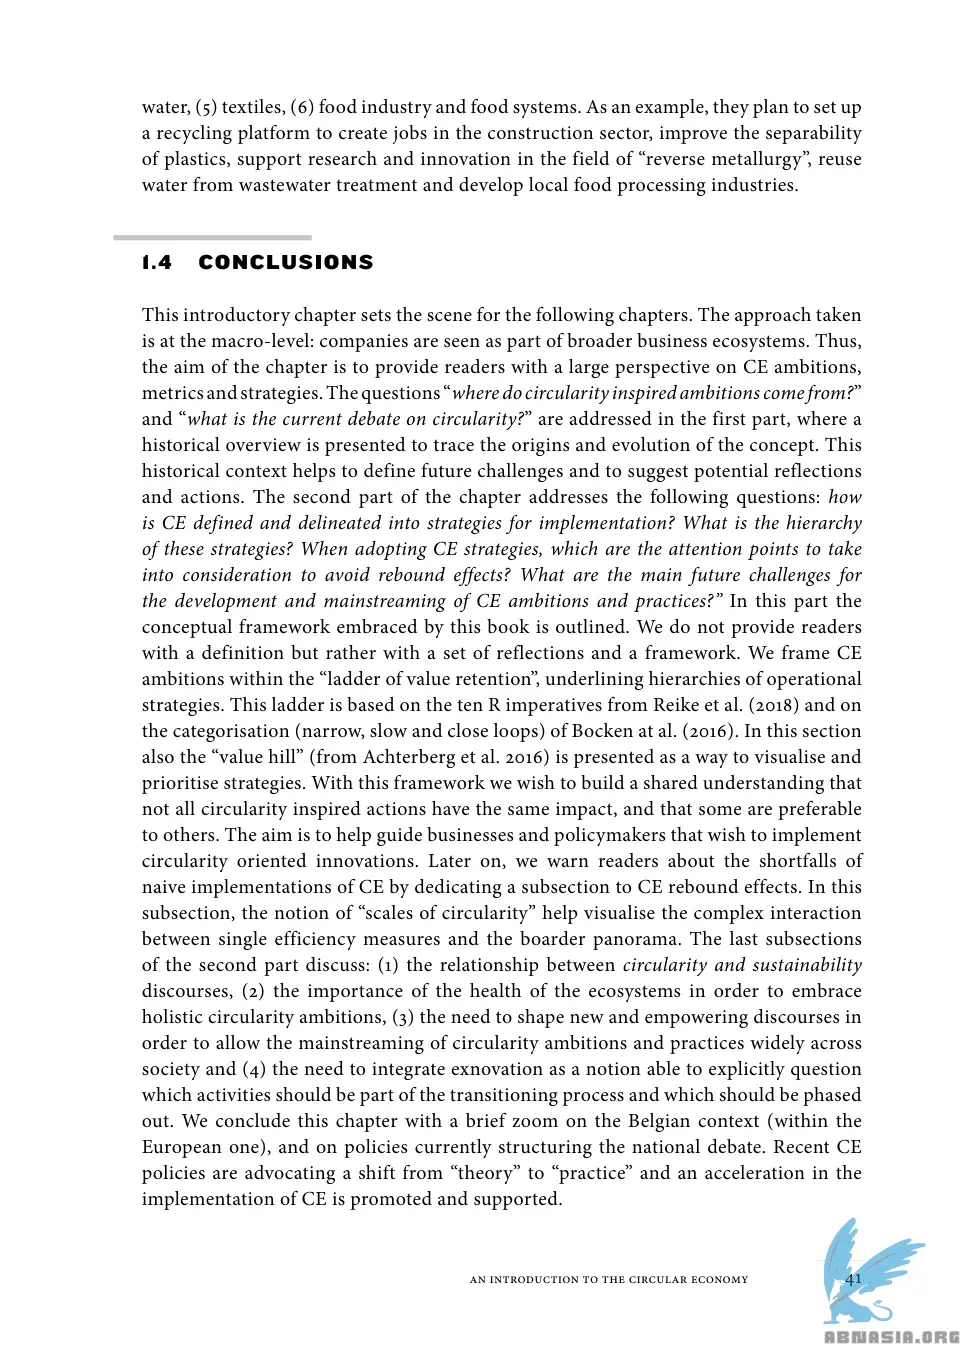 water, (5) textiles, (6) food industry and food systems. As an example, they plan to set up
a recycling platform to create jobs in the construction sector, improve the separability
of plastics, support research and innovation in the field of “reverse metallurgy”, reuse
water from wastewater treatment and develop local food processing industries.
1.4 CONCLUSIONS
This introductory chapter sets the scene for the following chapters. The approach taken
is at the macro-level: companies are seen as part of broader business ecosystems. Thus,
the aim of the chapter is to provide readers with a large perspective on CE ambitions,
metrics and strategies. The questions “where do circularity inspired ambitions come from?”
and “what is the current debate on circularity?” are addressed in the first part, where a
historical overview is presented to trace the origins and evolution of the concept. This
historical context helps to define future challenges and to suggest potential reflections
and actions. The second part of the chapter addresses the following questions: how
is CE defined and delineated into strategies for implementation? What is the hierarchy
of these strategies? When adopting CE strategies, which are the attention points to take
into consideration to avoid rebound effects? What are the main future challenges for
the development and mainstreaming of CE ambitions and practices?” In this part the
conceptual framework embraced by this book is outlined. We do not provide readers
with a definition but rather with a set of reflections and a framework. We frame CE
ambitions within the “ladder of value retention”, underlining hierarchies of operational
strategies. This ladder is based on the ten R imperatives from Reike et al. (2018) and on
the categorisation (narrow, slow and close loops) of Bocken at al. (2016). In this section
also the “value hill” (from Achterberg et al. 2016) is presented as a way to visualise and
prioritise strategies. With this framework we wish to build a shared understanding that
not all circularity inspired actions have the same impact, and that some are preferable
to others. The aim is to help guide businesses and policymakers that wish to implement
circularity oriented innovations. Later on, we warn readers about the shortfalls of
naive implementations of CE by dedicating a subsection to CE rebound effects. In this
subsection, the notion of “scales of circularity” help visualise the complex interaction
between single efficiency measures and the boarder panorama. The last subsections
of the second part discuss: (1) the relationship between circularity and sustainability
discourses, (2) the importance of the health of the ecosystems in order to embrace
holistic circularity ambitions, (3) the need to shape new and empowering discourses in
order to allow the mainstreaming of circularity ambitions and practices widely across
society and (4) the need to integrate exnovation as a notion able to explicitly question
which activities should be part of the transitioning process and which should be phased
out. We conclude this chapter with a brief zoom on the Belgian context (within the
European one), and on policies currently structuring the national debate. Recent CE
policies are advocating a shift from “theory” to “practice” and an acceleration in the
implementation of CE is promoted and supported.
AN INTRODUCTION TO THE CIRCULAR ECONOMY 41
ABNASIA.ORG